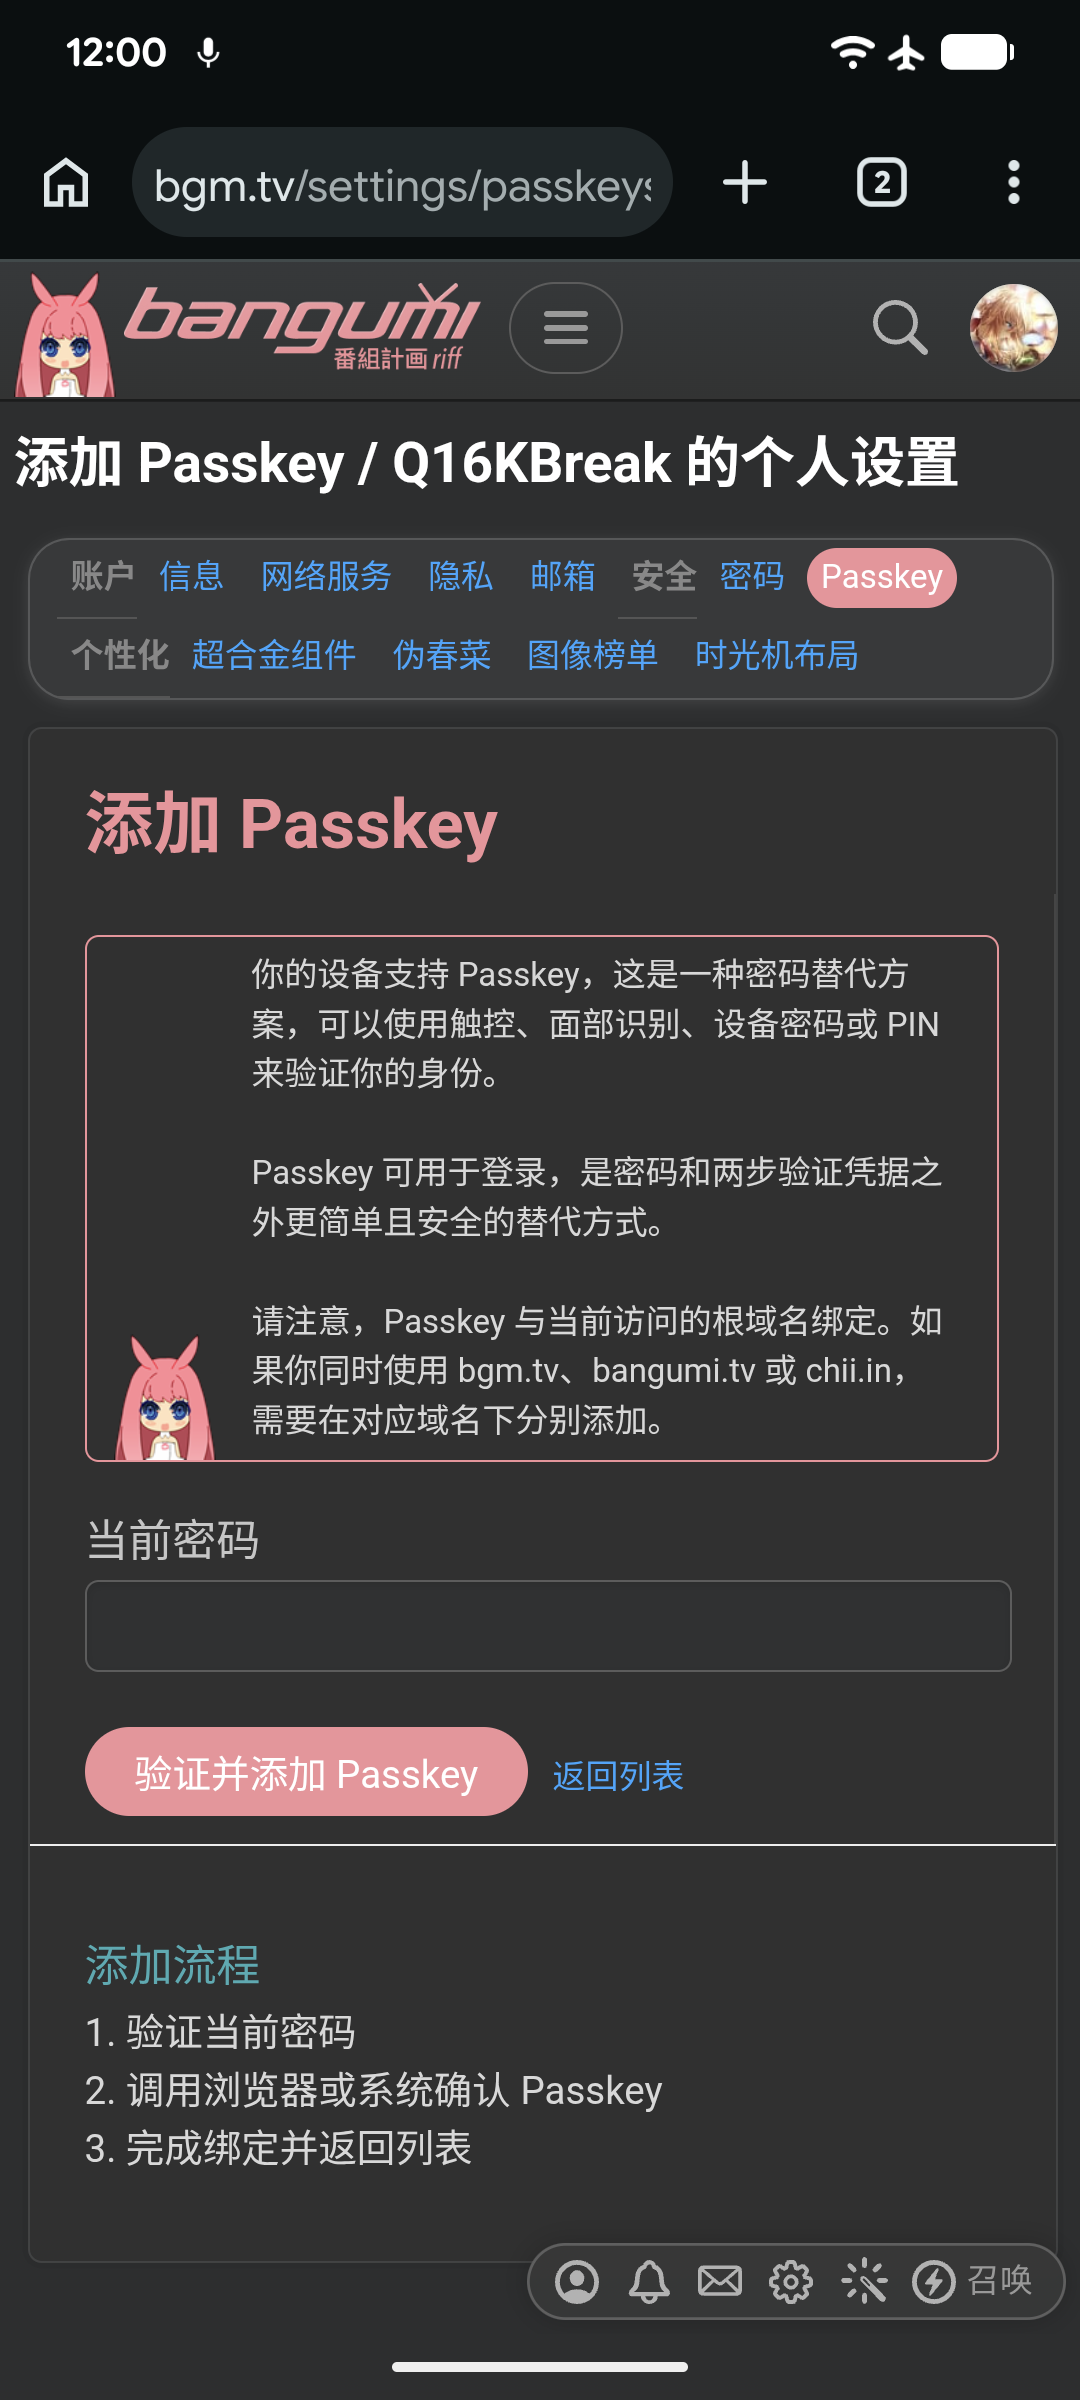 12:00
bgm.tv/settings/passkeys
2
bangumi
番組計画 riff
添加 Passkey / Q16KBreak 的个人设置
账户 信息 网络服务 隐私 邮箱 安全 密码 Passkey
个性化 超合金组件 伪春菜 图像榜单 时光机布局
添加 Passkey
你的设备支持 Passkey，这是一种密码替代方
案，可以使用触控、面部识别、设备密码或 PIN
来验证你的身份。
Passkey 可用于登录，是密码和两步验证凭据之
外更简单且安全的替代方式。
请注意，Passkey 与当前访问的根域名绑定。如
果你同时使用 bgm.tv、bangumi.tv 或 chii.in，
需要在对应域名下分别添加。
当前密码
验证并添加 Passkey 返回列表
添加流程
1. 验证当前密码
2. 调用浏览器或系统确认 Passkey
3. 完成绑定并返回列表
召唤